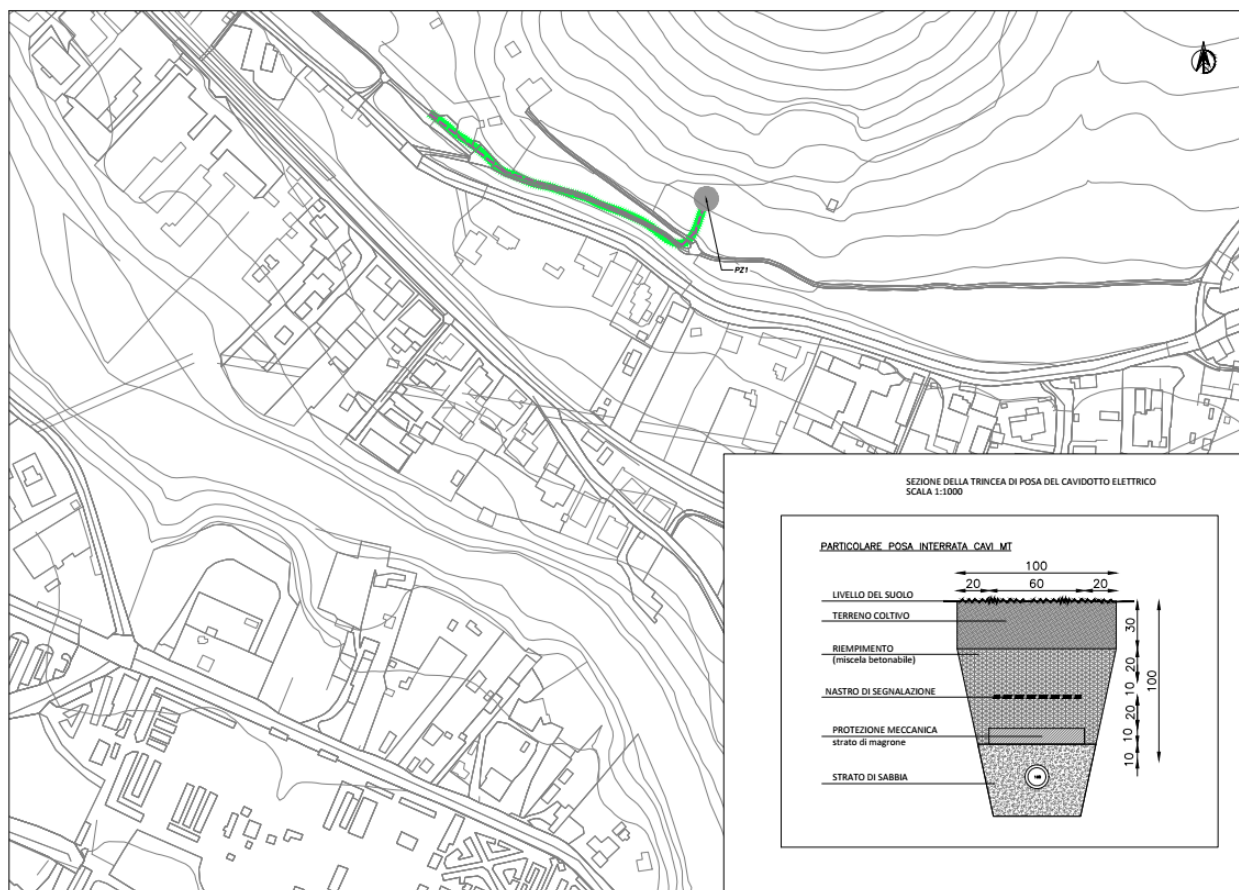 PZ1
SEZIONE DELLA TRINCEA DI POSA DEL CAVIDOTTO ELETTRICO
SCALA 1:1000
PARTICOLARE POSA INTERRATA CAVI MT
100
20 60 20
LIVELLO DEL SUOLO
TERRENO COLTIVO
30
RIEMPIMENTO
(miscela betonabile)
20
100
NASTRO DI SEGNALAZIONE
10
20
PROTEZIONE MECCANICA
strato di magrone
10
10
STRATO DI SABBIA